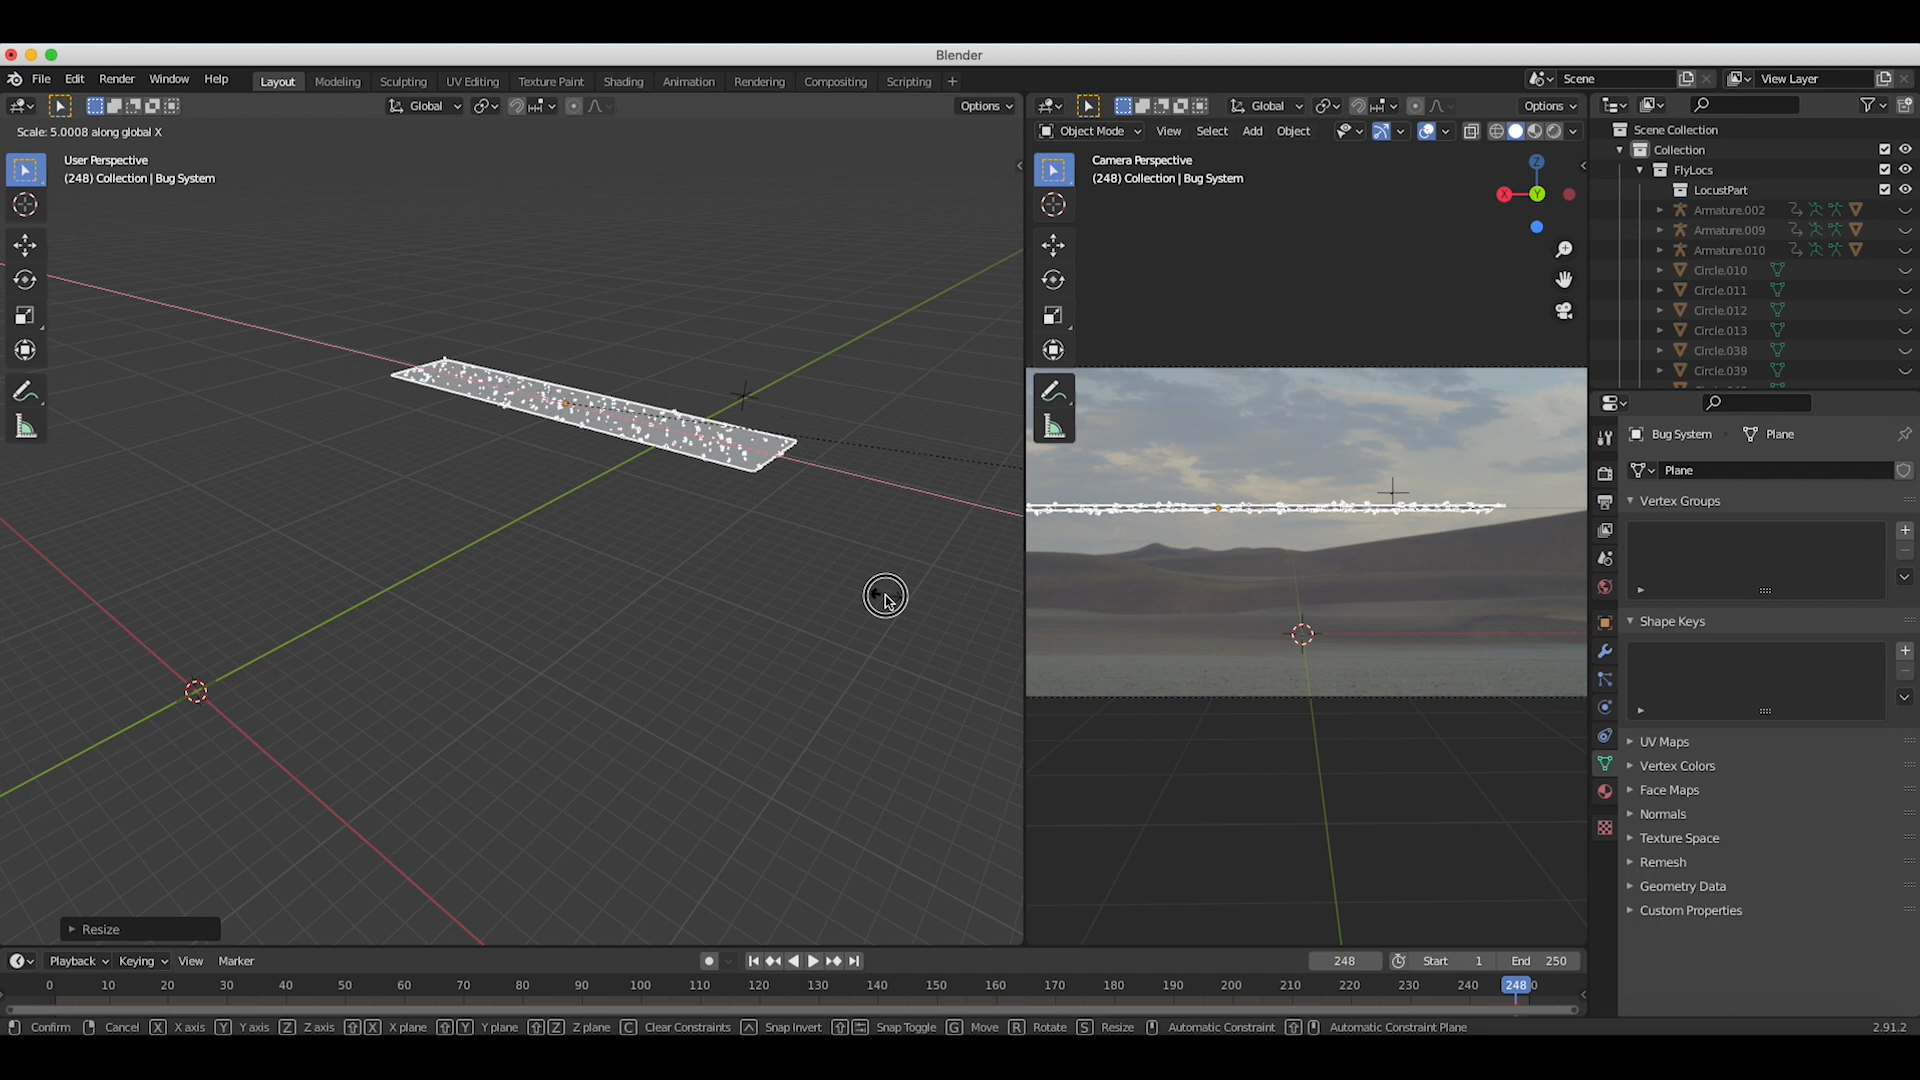 Blender
File Edit Render Window Help
Layout Modeling Sculpting UV Editing Texture Paint Shading Animation Rendering Compositing Scripting +
Scene View Layer
Global Options
Scale: 5.0008 along global X
User Perspective
(248) Collection | Bug System
Resize
Global Options
Object Mode View Select Add Object
Camera Perspective
(248) Collection | Bug System
Z
X Y
Scene Collection
Collection
FlyLocs
LocustPart
Armature.002
Armature.009
Armature.010
Circle.010
Circle.011
Circle.012
Circle.013
Circle.038
Circle.039
Bug System Plane
Plane
Vertex Groups
Shape Keys
UV Maps
Vertex Colors
Face Maps
Normals
Texture Space
Remesh
Geometry Data
Custom Properties
Playback Keying View Marker 248 Start 1 End 250
0 10 20 30 40 50 60 70 80 90 100 110 120 130 140 150 160 170 180 190 200 210 220 230 240 248 0
Confirm Cancel X X axis Y Y axis Z Z axis X X plane Y Y plane Z Z plane C Clear Constraints Snap Invert Snap Toggle G Move R Rotate S Resize Automatic Constraint Automatic Constraint Plane 2.91.2